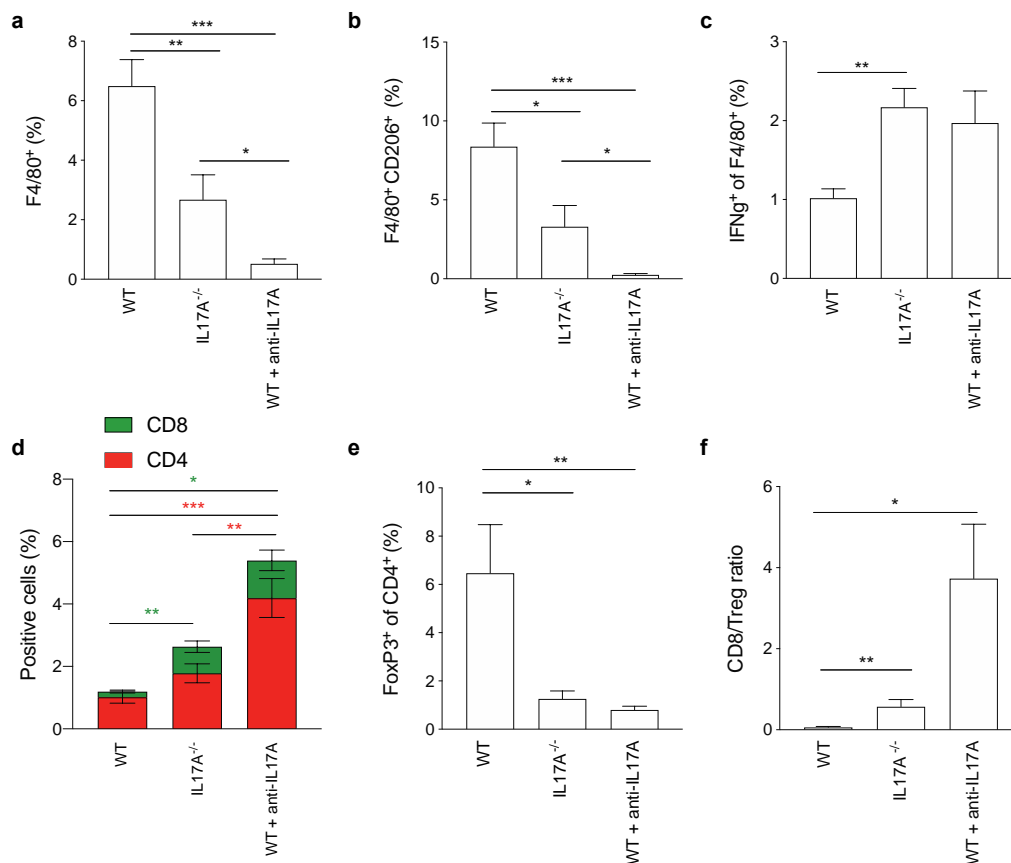 a
***
**
*
8
6
4
2
0
F4/80⁺ (%)
WT
IL17A⁻/⁻
WT + anti-IL17A
b
***
*
*
15
10
5
0
F4/80⁺ CD206⁺ (%)
WT
IL17A⁻/⁻
WT + anti-IL17A
c
**
3
2
1
0
IFNg⁺ of F4/80⁺ (%)
WT
IL17A⁻/⁻
WT + anti-IL17A
d
CD8
CD4
*
***
**
**
8
6
4
2
0
Positive cells (%)
WT
IL17A⁻/⁻
WT + anti-IL17A
e
**
*
10
8
6
4
2
0
FoxP3⁺ of CD4⁺ (%)
WT
IL17A⁻/⁻
WT + anti-IL17A
f
*
**
6
4
2
0
CD8/Treg ratio
WT
IL17A⁻/⁻
WT + anti-IL17A